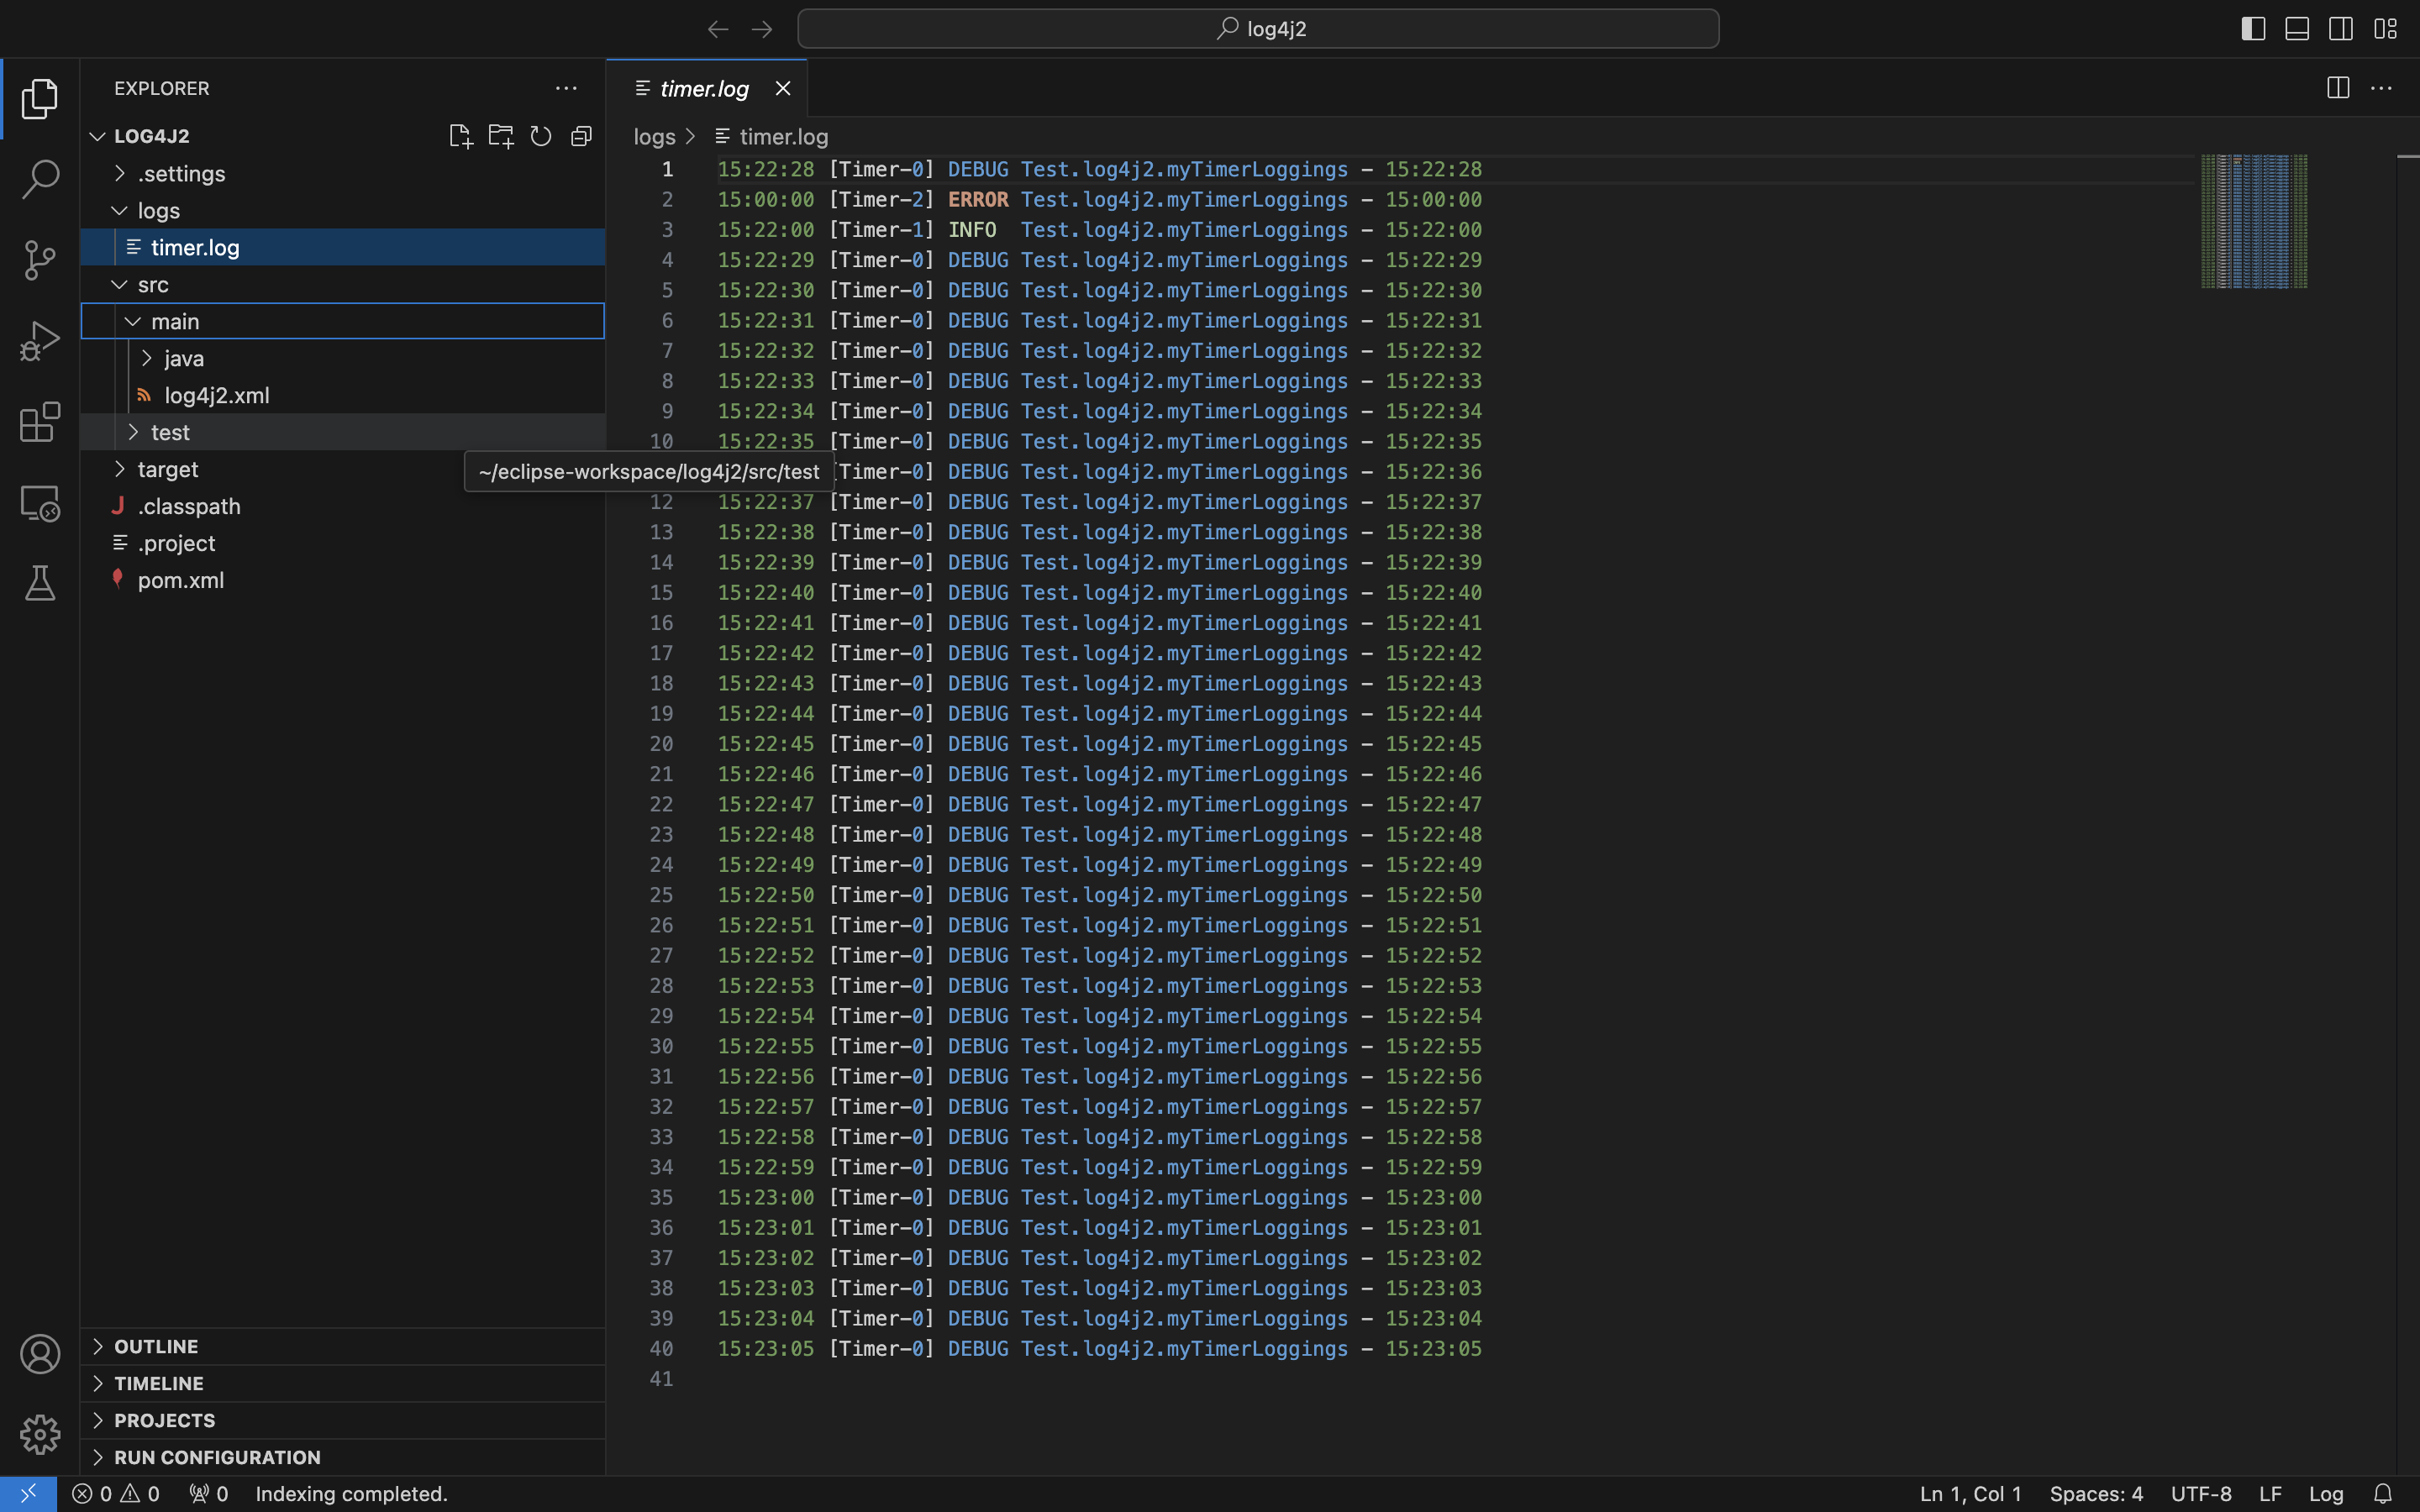 log4j2
EXPLORER
LOG4J2
.settings
logs
timer.log
src
main
java
log4j2.xml
test
~/eclipse-workspace/log4j2/src/test
target
.classpath
.project
pom.xml
OUTLINE
TIMELINE
PROJECTS
RUN CONFIGURATION
timer.log
logs > timer.log
1 15:22:28 [Timer-0] DEBUG Test.log4j2.myTimerLoggings - 15:22:28
2 15:00:00 [Timer-2] ERROR Test.log4j2.myTimerLoggings - 15:00:00
3 15:22:00 [Timer-1] INFO  Test.log4j2.myTimerLoggings - 15:22:00
4 15:22:29 [Timer-0] DEBUG Test.log4j2.myTimerLoggings - 15:22:29
5 15:22:30 [Timer-0] DEBUG Test.log4j2.myTimerLoggings - 15:22:30
6 15:22:31 [Timer-0] DEBUG Test.log4j2.myTimerLoggings - 15:22:31
7 15:22:32 [Timer-0] DEBUG Test.log4j2.myTimerLoggings - 15:22:32
8 15:22:33 [Timer-0] DEBUG Test.log4j2.myTimerLoggings - 15:22:33
9 15:22:34 [Timer-0] DEBUG Test.log4j2.myTimerLoggings - 15:22:34
10 15:22:35 [Timer-0] DEBUG Test.log4j2.myTimerLoggings - 15:22:35
[Timer-0] DEBUG Test.log4j2.myTimerLoggings - 15:22:36
12 15:22:37 [Timer-0] DEBUG Test.log4j2.myTimerLoggings - 15:22:37
13 15:22:38 [Timer-0] DEBUG Test.log4j2.myTimerLoggings - 15:22:38
14 15:22:39 [Timer-0] DEBUG Test.log4j2.myTimerLoggings - 15:22:39
15 15:22:40 [Timer-0] DEBUG Test.log4j2.myTimerLoggings - 15:22:40
16 15:22:41 [Timer-0] DEBUG Test.log4j2.myTimerLoggings - 15:22:41
17 15:22:42 [Timer-0] DEBUG Test.log4j2.myTimerLoggings - 15:22:42
18 15:22:43 [Timer-0] DEBUG Test.log4j2.myTimerLoggings - 15:22:43
19 15:22:44 [Timer-0] DEBUG Test.log4j2.myTimerLoggings - 15:22:44
20 15:22:45 [Timer-0] DEBUG Test.log4j2.myTimerLoggings - 15:22:45
21 15:22:46 [Timer-0] DEBUG Test.log4j2.myTimerLoggings - 15:22:46
22 15:22:47 [Timer-0] DEBUG Test.log4j2.myTimerLoggings - 15:22:47
23 15:22:48 [Timer-0] DEBUG Test.log4j2.myTimerLoggings - 15:22:48
24 15:22:49 [Timer-0] DEBUG Test.log4j2.myTimerLoggings - 15:22:49
25 15:22:50 [Timer-0] DEBUG Test.log4j2.myTimerLoggings - 15:22:50
26 15:22:51 [Timer-0] DEBUG Test.log4j2.myTimerLoggings - 15:22:51
27 15:22:52 [Timer-0] DEBUG Test.log4j2.myTimerLoggings - 15:22:52
28 15:22:53 [Timer-0] DEBUG Test.log4j2.myTimerLoggings - 15:22:53
29 15:22:54 [Timer-0] DEBUG Test.log4j2.myTimerLoggings - 15:22:54
30 15:22:55 [Timer-0] DEBUG Test.log4j2.myTimerLoggings - 15:22:55
31 15:22:56 [Timer-0] DEBUG Test.log4j2.myTimerLoggings - 15:22:56
32 15:22:57 [Timer-0] DEBUG Test.log4j2.myTimerLoggings - 15:22:57
33 15:22:58 [Timer-0] DEBUG Test.log4j2.myTimerLoggings - 15:22:58
34 15:22:59 [Timer-0] DEBUG Test.log4j2.myTimerLoggings - 15:22:59
35 15:23:00 [Timer-0] DEBUG Test.log4j2.myTimerLoggings - 15:23:00
36 15:23:01 [Timer-0] DEBUG Test.log4j2.myTimerLoggings - 15:23:01
37 15:23:02 [Timer-0] DEBUG Test.log4j2.myTimerLoggings - 15:23:02
38 15:23:03 [Timer-0] DEBUG Test.log4j2.myTimerLoggings - 15:23:03
39 15:23:04 [Timer-0] DEBUG Test.log4j2.myTimerLoggings - 15:23:04
40 15:23:05 [Timer-0] DEBUG Test.log4j2.myTimerLoggings - 15:23:05
41
0 0 0 Indexing completed. Ln 1, Col 1 Spaces: 4 UTF-8 LF Log